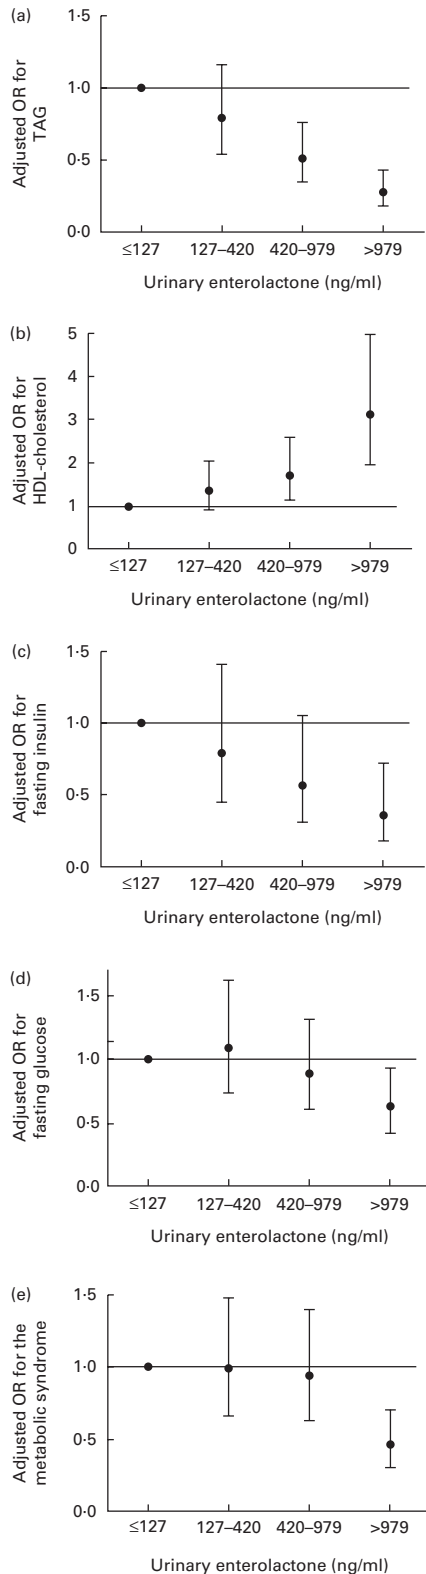 (a)
Adjusted OR for
TAG
1·5
1·0
0·5
0·0
≤127 127–420 420–979 >979
Urinary enterolactone (ng/ml)
(b)
Adjusted OR for
HDL-cholesterol
5
4
3
2
1
0
≤127 127–420 420–979 >979
Urinary enterolactone (ng/ml)
(c)
Adjusted OR for
fasting insulin
1·5
1·0
0·5
0·0
≤127 127–420 420–979 >979
Urinary enterolactone (ng/ml)
(d)
Adjusted OR for
fasting glucose
1·5
1·0
0·5
0·0
≤127 127–420 420–979 >979
Urinary enterolactone (ng/ml)
(e)
Adjusted OR for the
metabolic syndrome
1·5
1·0
0·5
0·0
≤127 127–420 420–979 >979
Urinary enterolactone (ng/ml)